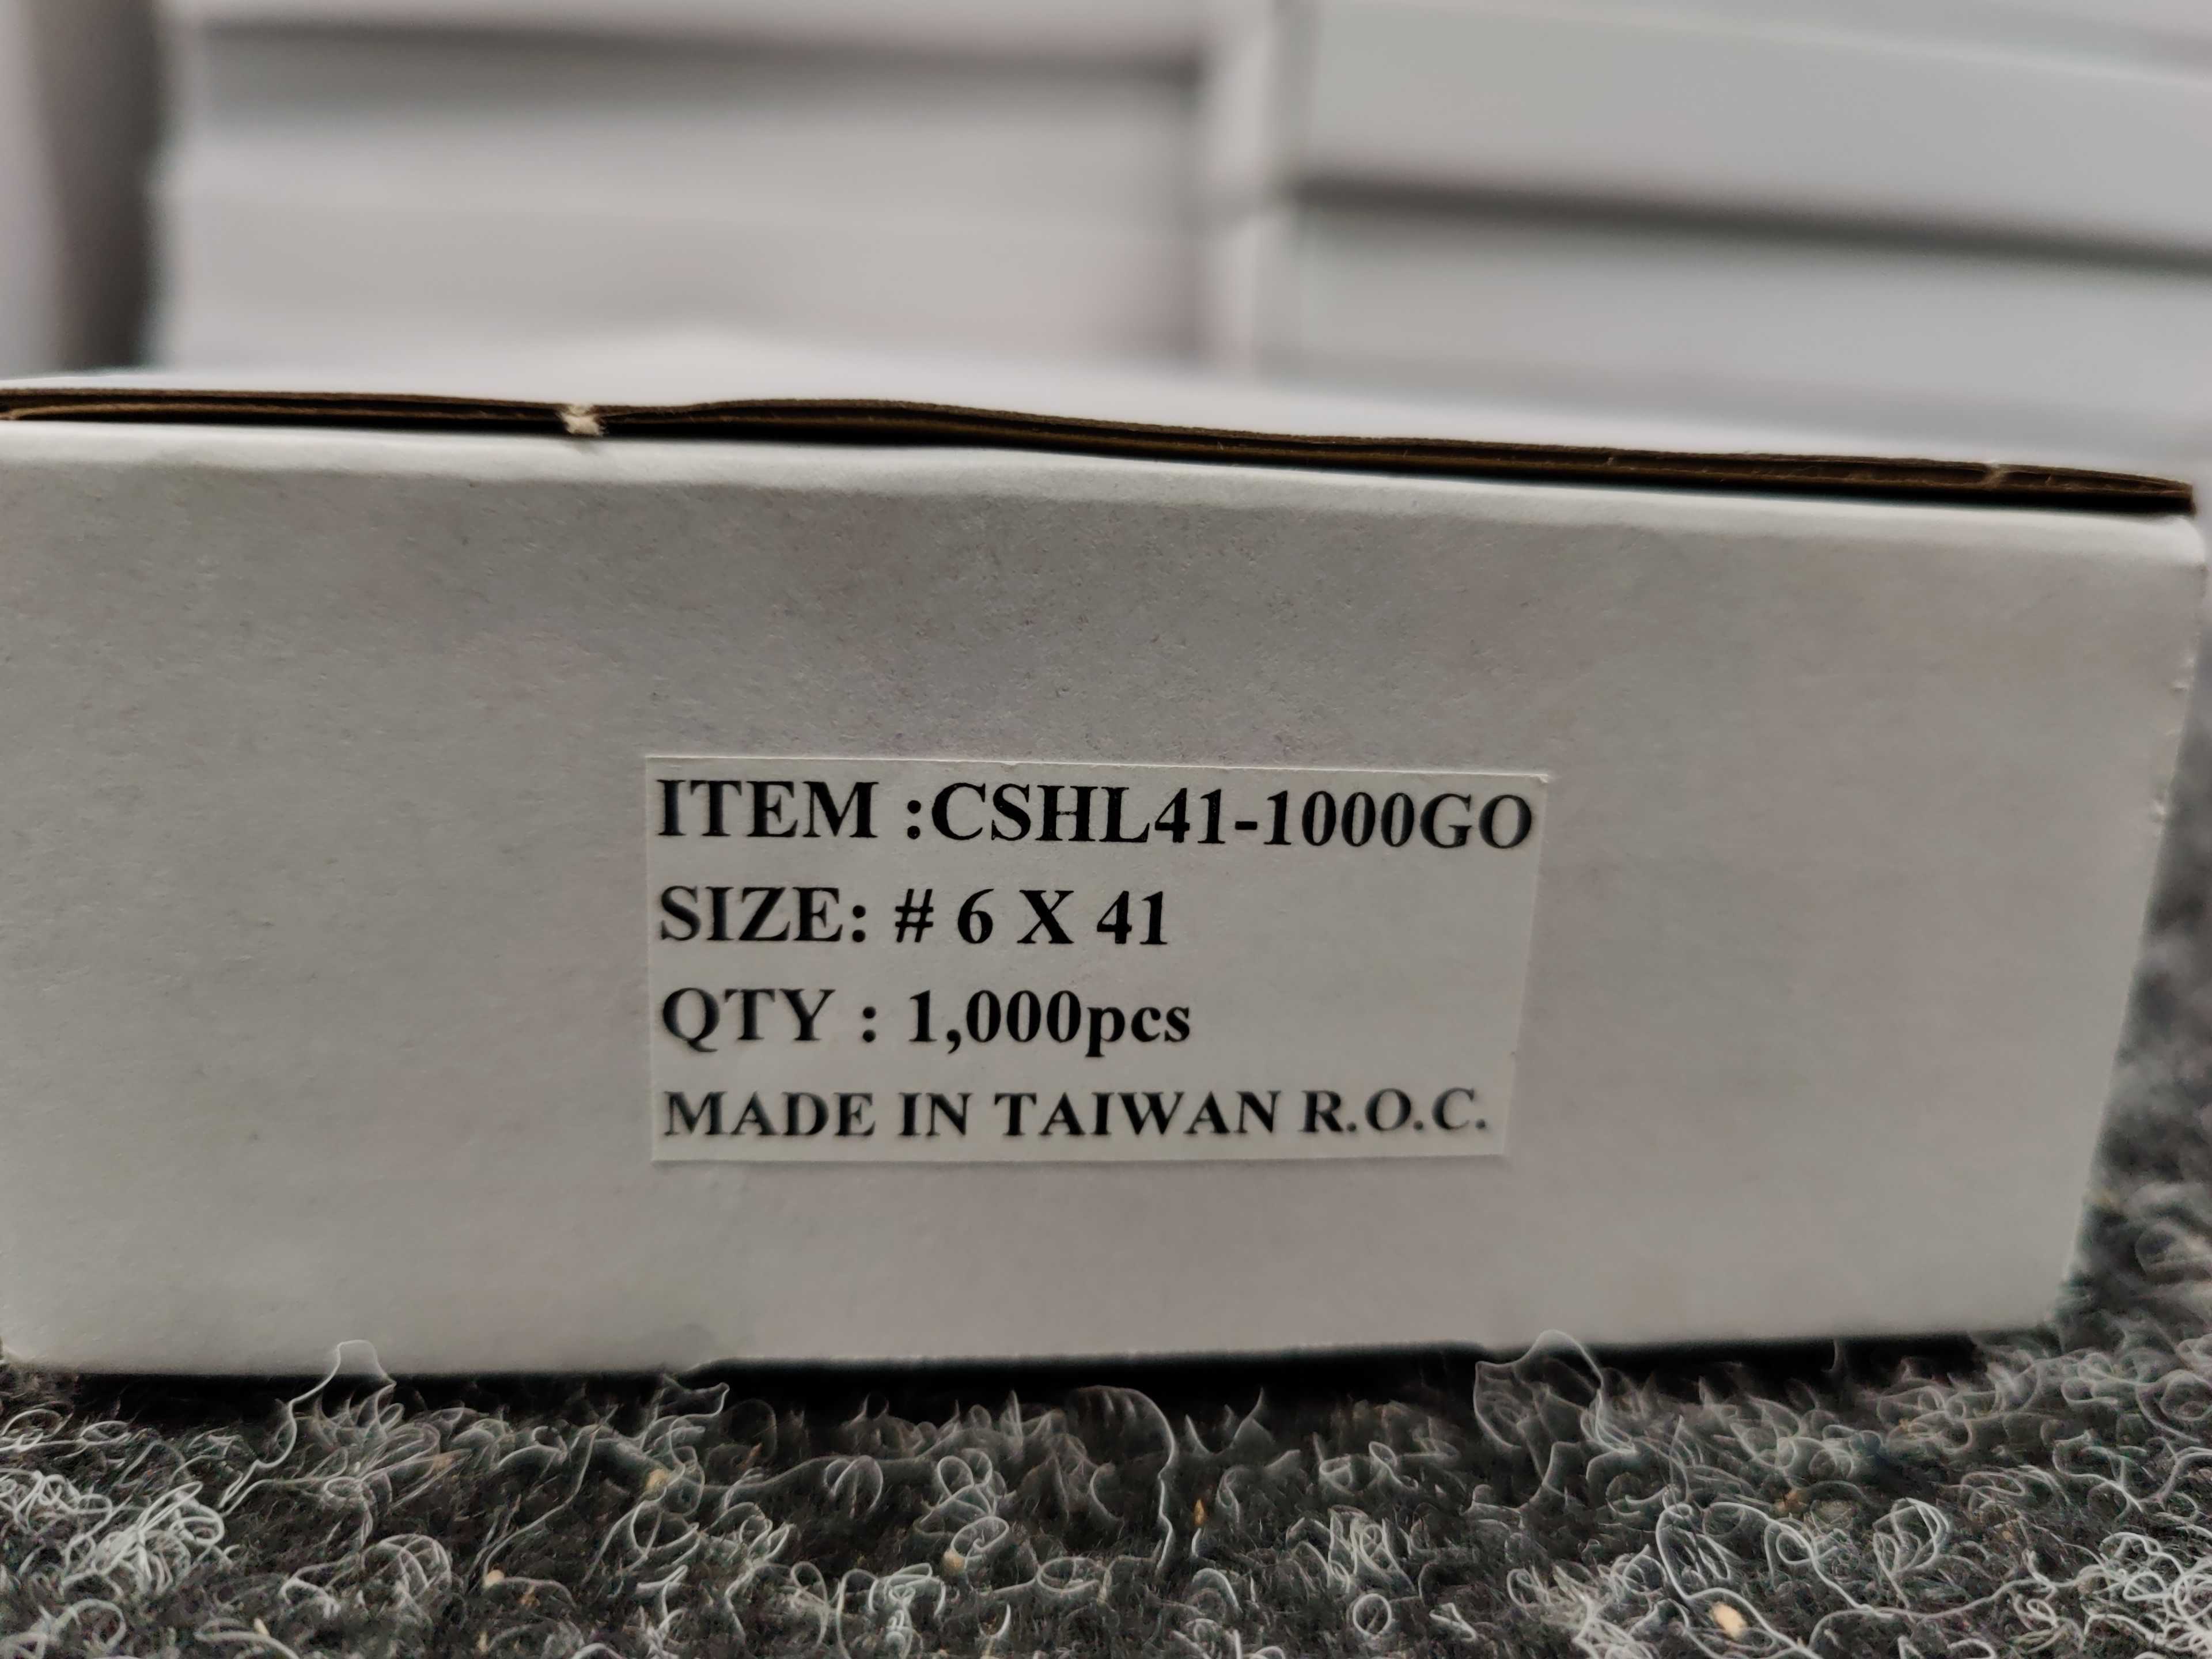 ITEM :CSHL41-1000GO
SIZE: # 6 X 41
QTY : 1,000pcs
MADE IN TAIWAN R.O.C.